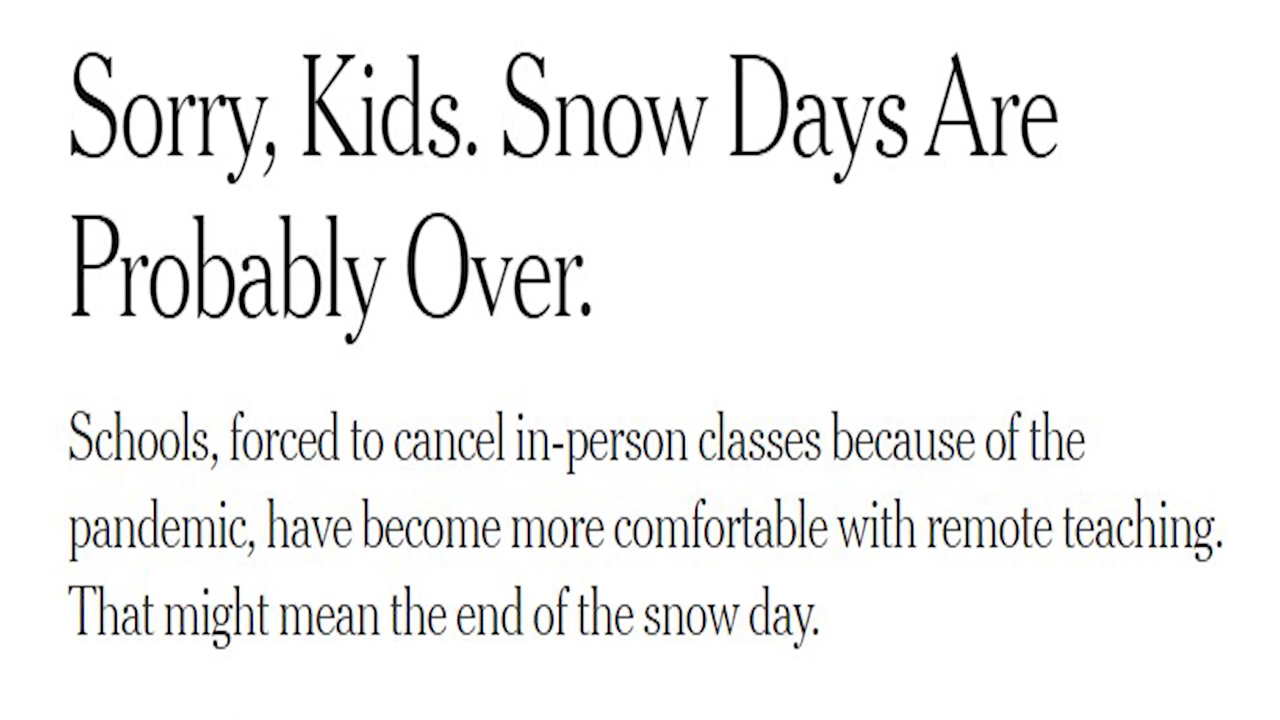 Sorry, Kids. Snow Days Are
Probably Over.
Schools, forced to cancel in-person classes because of the
pandemic, have become more comfortable with remote teaching.
That might mean the end of the snow day.